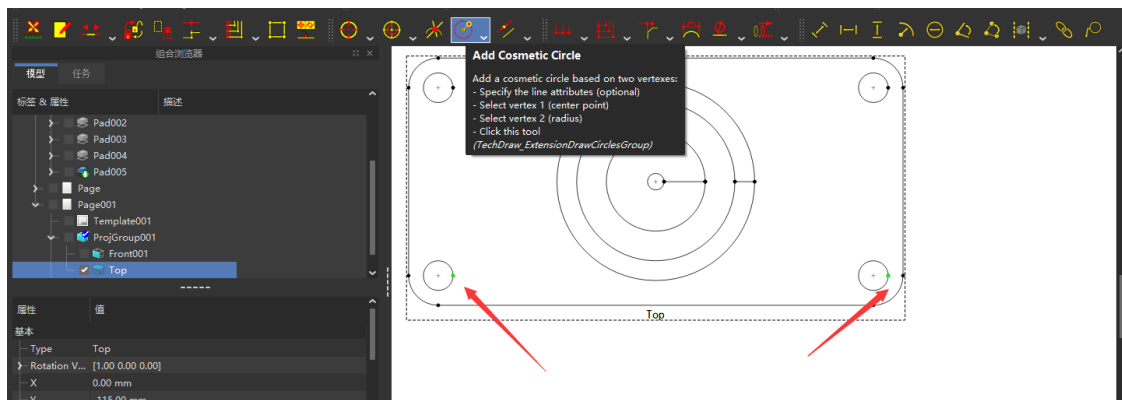 组合浏览器
模型 任务
标签 & 属性 描述
Pad002
Pad003
Pad004
Pad005
Page
Page001
Template001
ProjGroup001
Front001
Top
属性 值
基本
Type Top
Rotation V... [1.00 0.00 0.00]
X 0.00 mm
Y -115.00 mm
Add Cosmetic Circle
Add a cosmetic circle based on two vertexes:
- Specify the line attributes (optional)
- Select vertex 1 (center point)
- Select vertex 2 (radius)
- Click this tool
(TechDraw_ExtensionDrawCirclesGroup)
Top